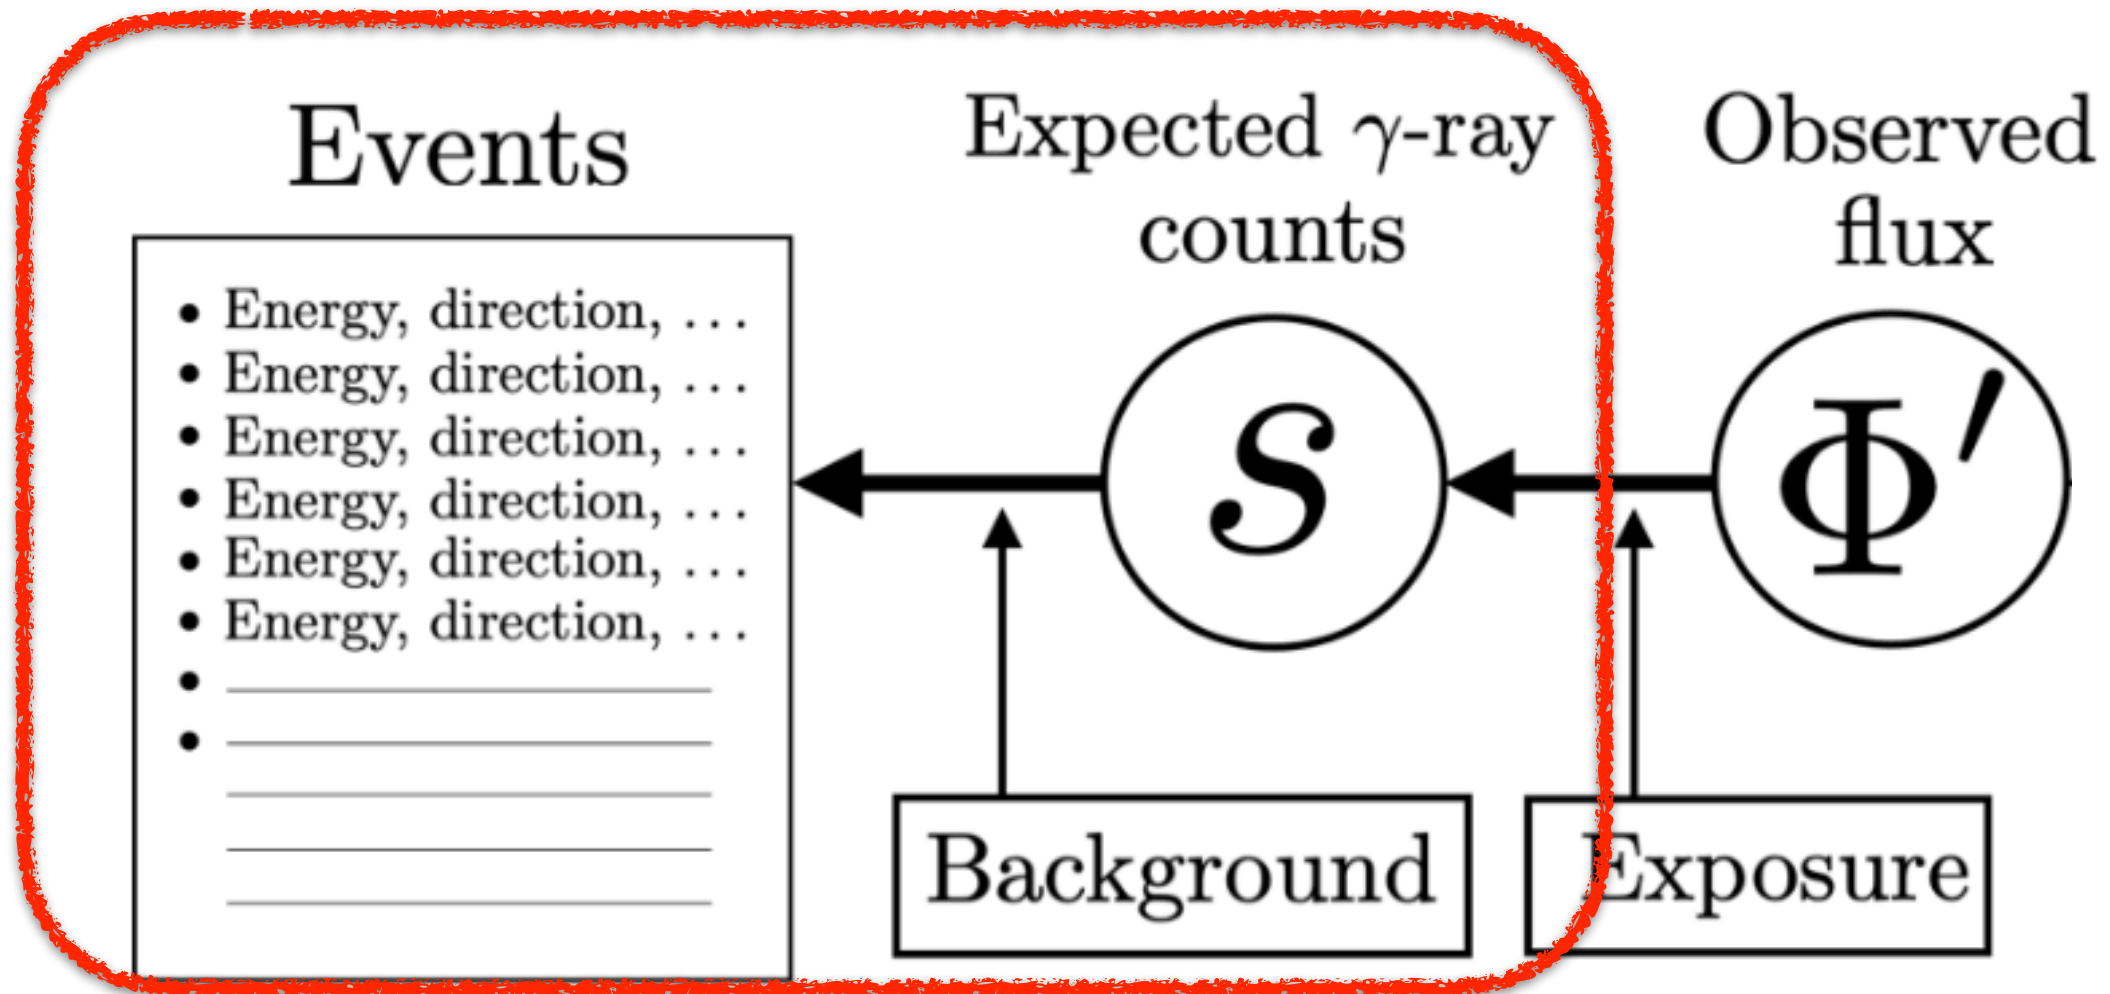 Events
• Energy, direction, ...
• Energy, direction, ...
• Energy, direction, ...
• Energy, direction, ...
• Energy, direction, ...
• Energy, direction, ...
•
•
Expected γ-ray
counts
s
Background
Observed
flux
Φ′
Exposure